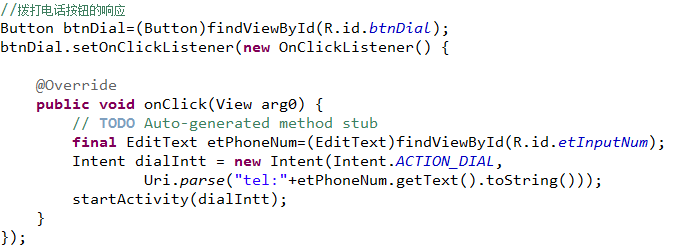 //拨打电话按钮的响应
Button btnDial=(Button)findViewById(R.id.btnDial);
btnDial.setOnClickListener(new OnClickListener() {
@Override
public void onClick(View arg0) {
// TODO Auto-generated method stub
final EditText etPhoneNum=(EditText)findViewById(R.id.etInputNum);
Intent dialIntt = new Intent(Intent.ACTION_DIAL,
Uri.parse("tel:"+etPhoneNum.getText().toString()));
startActivity(dialIntt);
}
});